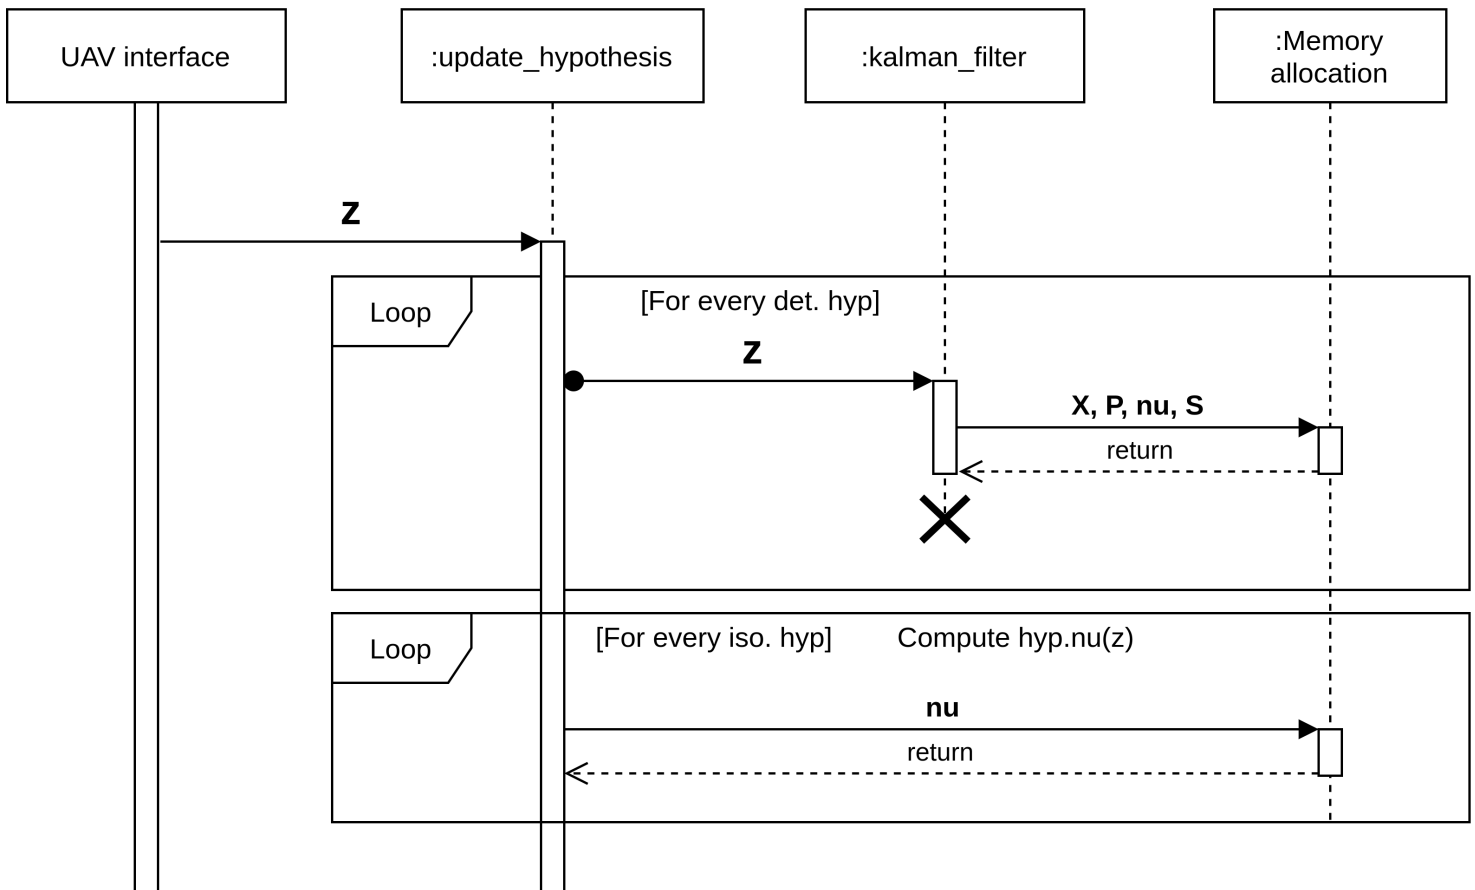 UAV interface
:update_hypothesis
:kalman_filter
:Memory
allocation
z
Loop
[For every det. hyp]
z
X, P, nu, S
return
Loop
[For every iso. hyp]
Compute hyp.nu(z)
nu
return